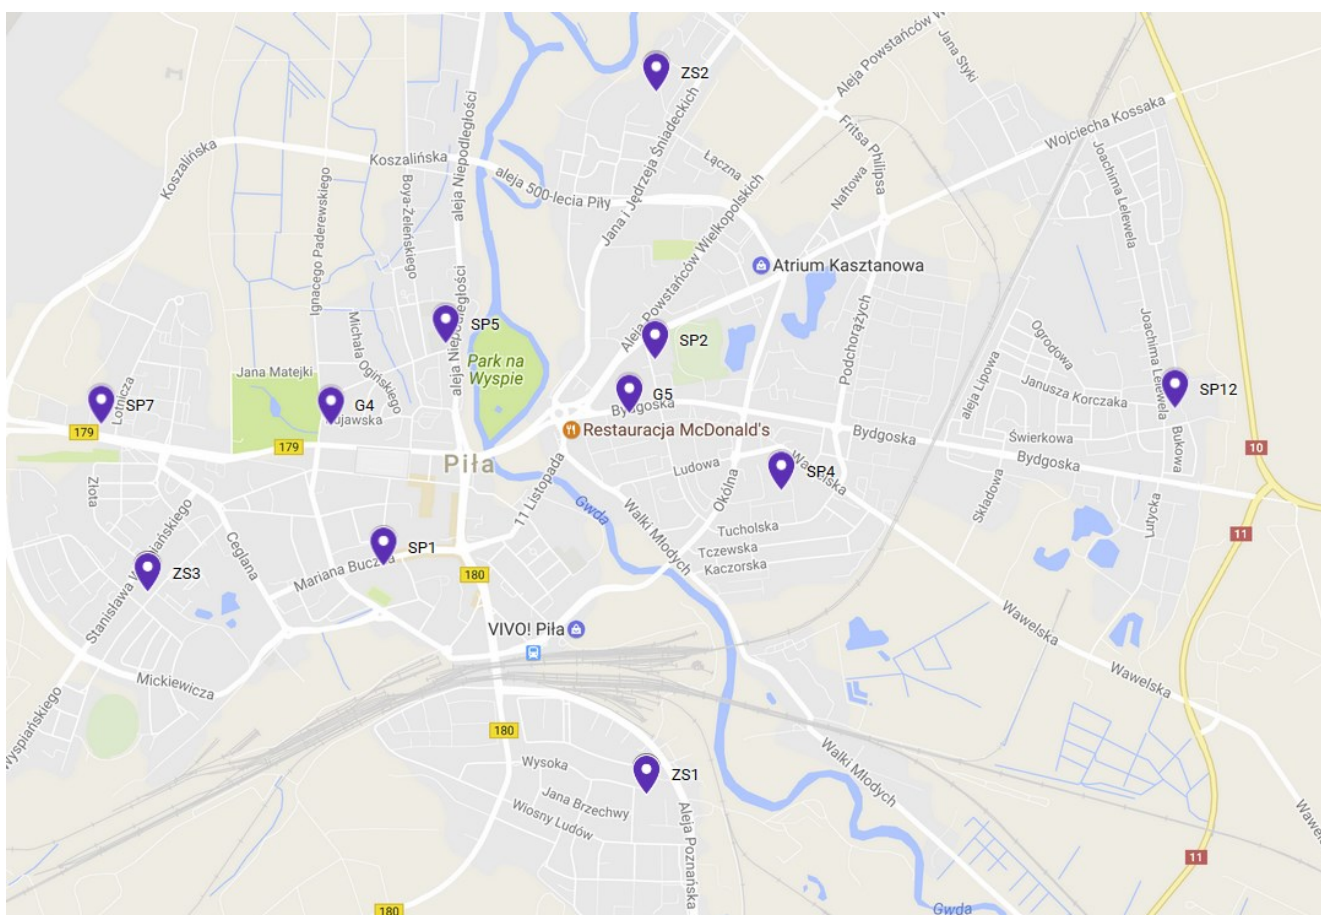 ZS2
Aleja Powstańców W
Jana Styki
Wojciecha Kossaka
Fritsa Philipsa
Koszalińska
Koszalińska
aleja Niepodległości
aleja 500-lecia Piły
Jana i Jędrzeja Śniadeckich
Łączna
Naftowa
Joachima Lelewela
Ignacego Paderewskiego
Boya-Żeleńskiego
Aleja Powstańców Wielkopolskich
Atrium Kasztanowa
Podchorążych
SP5
aleja Niepodległości
Michała Ogińskiego
SP2
Park na
Wyspie
Jana Matejki
Ogrodowa
Joachima Lelewela
aleja Lipowa
Janusza Korczaka
SP12
SP7
Lotnicza
G4
ujawska
G5
Bydgoska
179
179
Restauracja McDonald's
Bydgoska
Świerkowa
Bydgoska
Bukowa
10
Piła
Ludowa
SP4
Wawelska
Okólna
Złota
11 Listopada
Gwda
Walki Młodych
Składowa
Lutycka
11
Ceglana
Stanisława Wyspiańskiego
SP1
Mariana Buczka
180
Tucholska
Tczewska
Kaczorska
ZS3
VIVO! Piła
Wawelska
Wawelska
Mickiewicza
Wyspiańskiego
180
Wysoka
ZS1
Jana Brzechwy
Wiosny Ludów
Aleja Poznańska
Walki Młodych
Wawels
11
180
Gwda